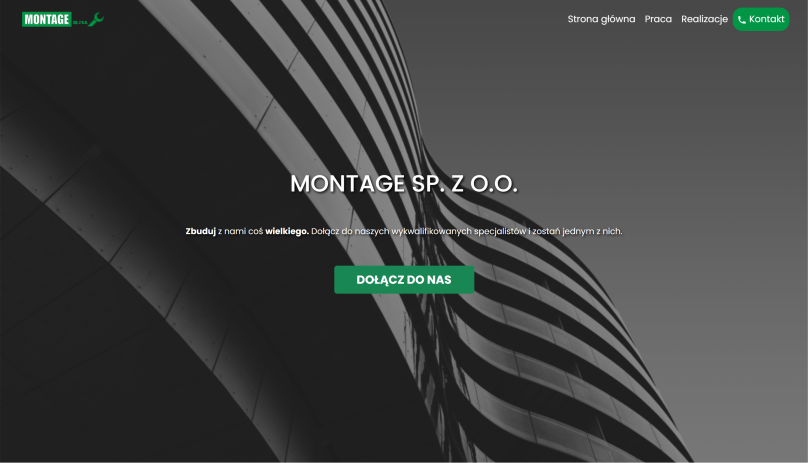 MONTAGE SP. Z O.O.
Strona główna Praca Realizacje Kontakt
MONTAGE SP. Z O.O.
Zbuduj z nami coś wielkiego. Dołącz do naszych wykwalifikowanych specjalistów i zostań jednym z nich.
DOŁĄCZ DO NAS